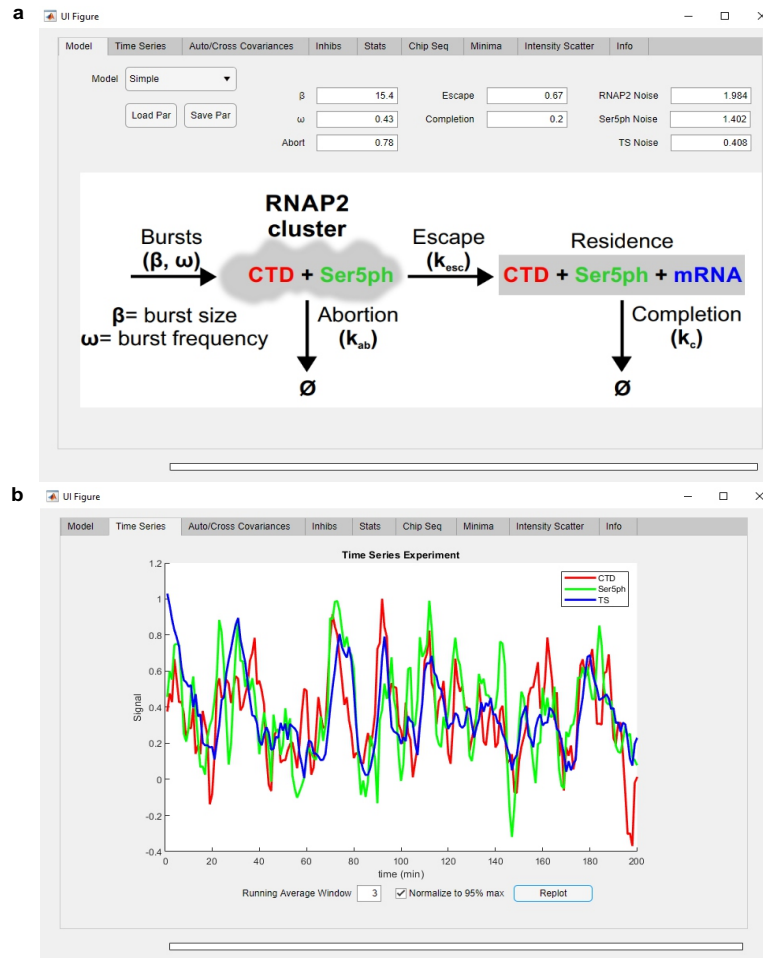 a
UI Figure
Model Time Series Auto/Cross Covariances Inhibs Stats Chip Seq Minima Intensity Scatter Info
Model Simple
Load Par Save Par
β 15.4 Escape 0.67 RNAP2 Noise 1.984
ω 0.43 Completion 0.2 Ser5ph Noise 1.402
Abort 0.78 TS Noise 0.408
RNAP2
cluster
Bursts
(β, ω)
CTD + Ser5ph
Escape
(kesc)
Residence
CTD + Ser5ph + mRNA
β= burst size
ω= burst frequency
Abortion
(kab)
Ø
Completion
(kc)
Ø
b
UI Figure
Model Time Series Auto/Cross Covariances Inhibs Stats Chip Seq Minima Intensity Scatter Info
Time Series Experiment
CTD
Ser5ph
TS
Signal
1.2
1
0.8
0.6
0.4
0.2
0
-0.2
-0.4
0 20 40 60 80 100 120 140 160 180 200
time (min)
Running Average Window 3 Normalize to 95% max Replot